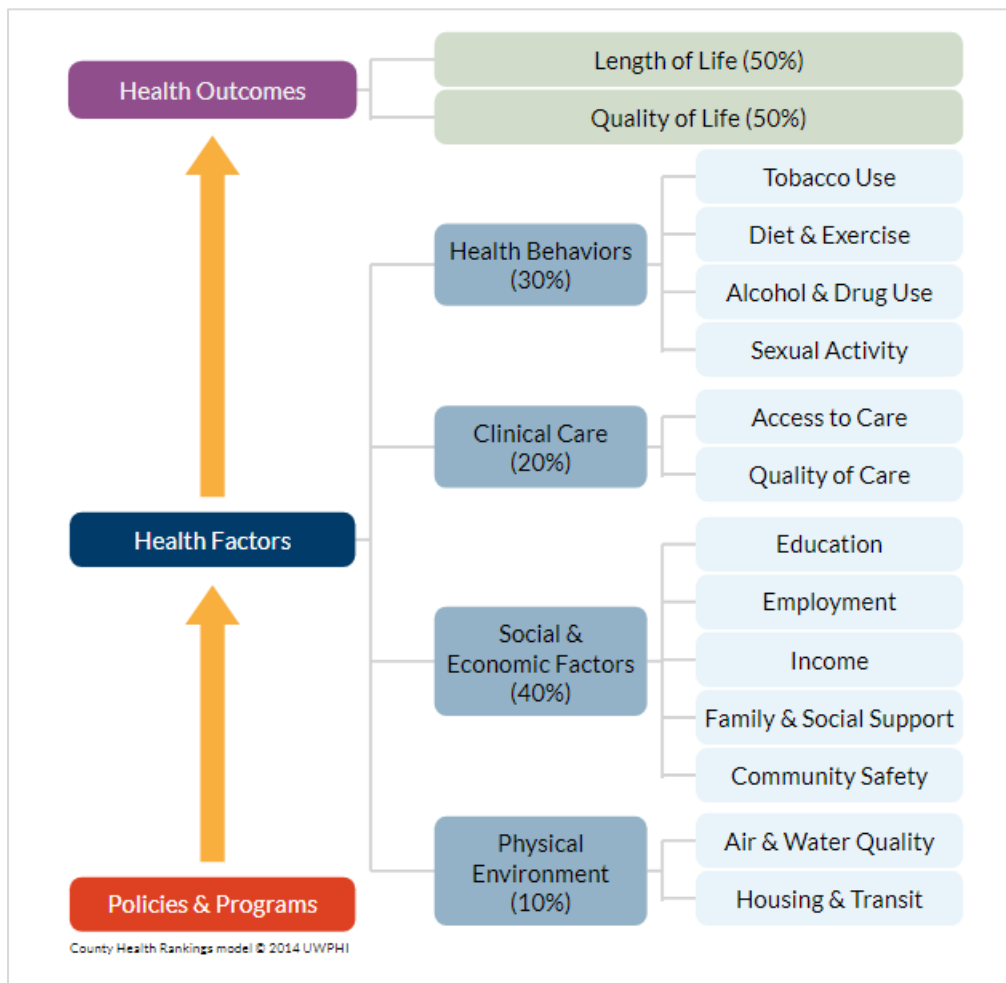 Health Outcomes
Length of Life (50%)
Quality of Life (50%)
Health Factors
Health Behaviors
(30%)
Tobacco Use
Diet & Exercise
Alcohol & Drug Use
Sexual Activity
Clinical Care
(20%)
Access to Care
Quality of Care
Social &
Economic Factors
(40%)
Education
Employment
Income
Family & Social Support
Community Safety
Physical
Environment
(10%)
Air & Water Quality
Housing & Transit
Policies & Programs
County Health Rankings model © 2014 UWPHI